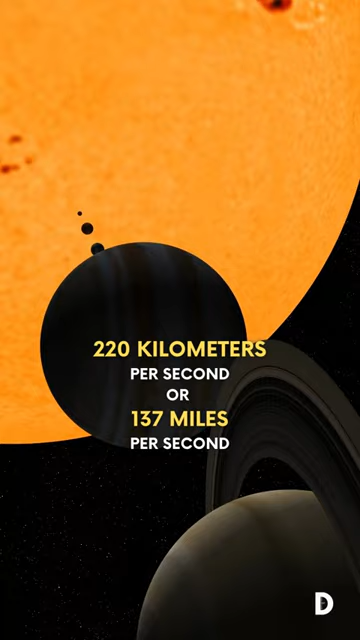 220 KILOMETERS
PER SECOND
OR
137 MILES
PER SECOND
D